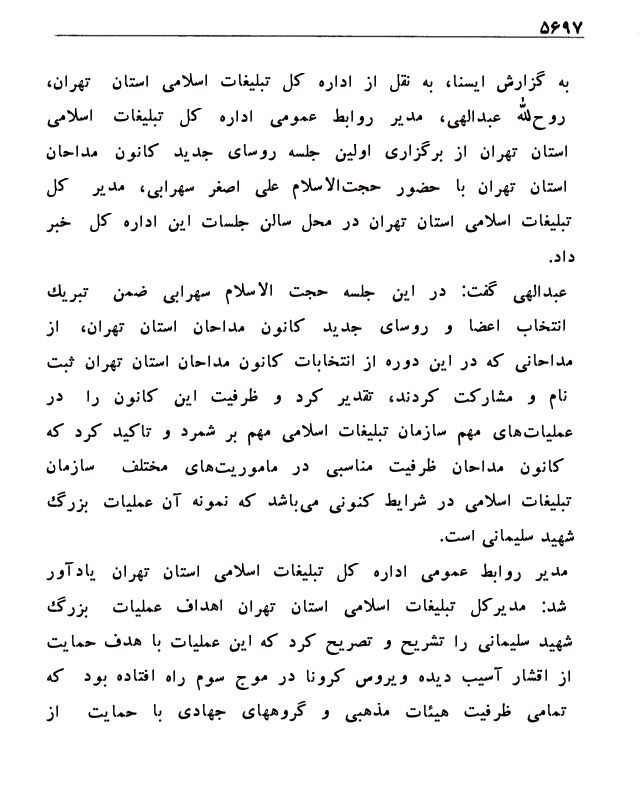 ۵۶۹۷
به گزارش ایسنا، به نقل از اداره کل تبلیغات اسلامی استان تهران،
روح‌الله عبدالهی، مدیر روابط عمومی اداره کل تبلیغات اسلامی
استان تهران از برگزاری اولین جلسه روسای جدید کانون مداحان
استان تهران با حضور حجت‌الاسلام علی اصغر سهرابی، مدیر کل
تبلیغات اسلامی استان تهران در محل سالن جلسات این اداره کل خبر
داد.
عبدالهی گفت: در این جلسه حجت الاسلام سهرابی ضمن تبریک
انتخاب اعضا و روسای جدید کانون مداحان استان تهران، از
مداحانی که در این دوره از انتخابات کانون مداحان استان تهران ثبت
نام و مشارکت کردند، تقدیر کرد و ظرفیت این کانون را در
عملیات‌های مهم سازمان تبلیغات اسلامی مهم بر شمرد و تاکید کرد که
کانون مداحان ظرفیت مناسبی در ماموریت‌های مختلف سازمان
تبلیغات اسلامی در شرایط کنونی می‌باشد که نمونه آن عملیات بزرگ
شهید سلیمانی است.
مدیر روابط عمومی اداره کل تبلیغات اسلامی استان تهران یادآور
شد: مدیرکل تبلیغات اسلامی استان تهران اهداف عملیات بزرگ
شهید سلیمانی را تشریح و تصریح کرد که این عملیات با هدف حمایت
از اقشار آسیب دیده ویروس کرونا در موج سوم راه افتاده بود که
تمامی ظرفیت هیئات مذهبی و گروههای جهادی با حمایت از